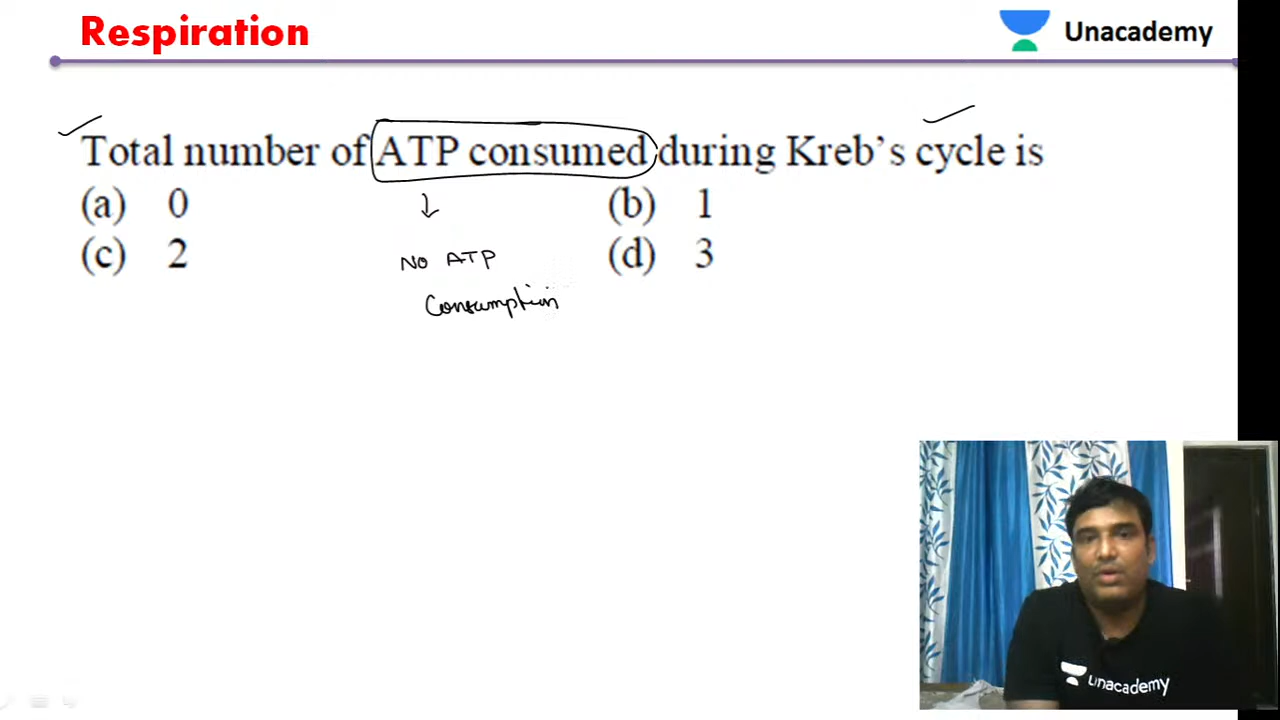 Respiration
Unacademy
Total number of ATP consumed during Kreb's cycle is
(a) 0
(b) 1
(c) 2
(d) 3
No ATP
Consumption
unacademy